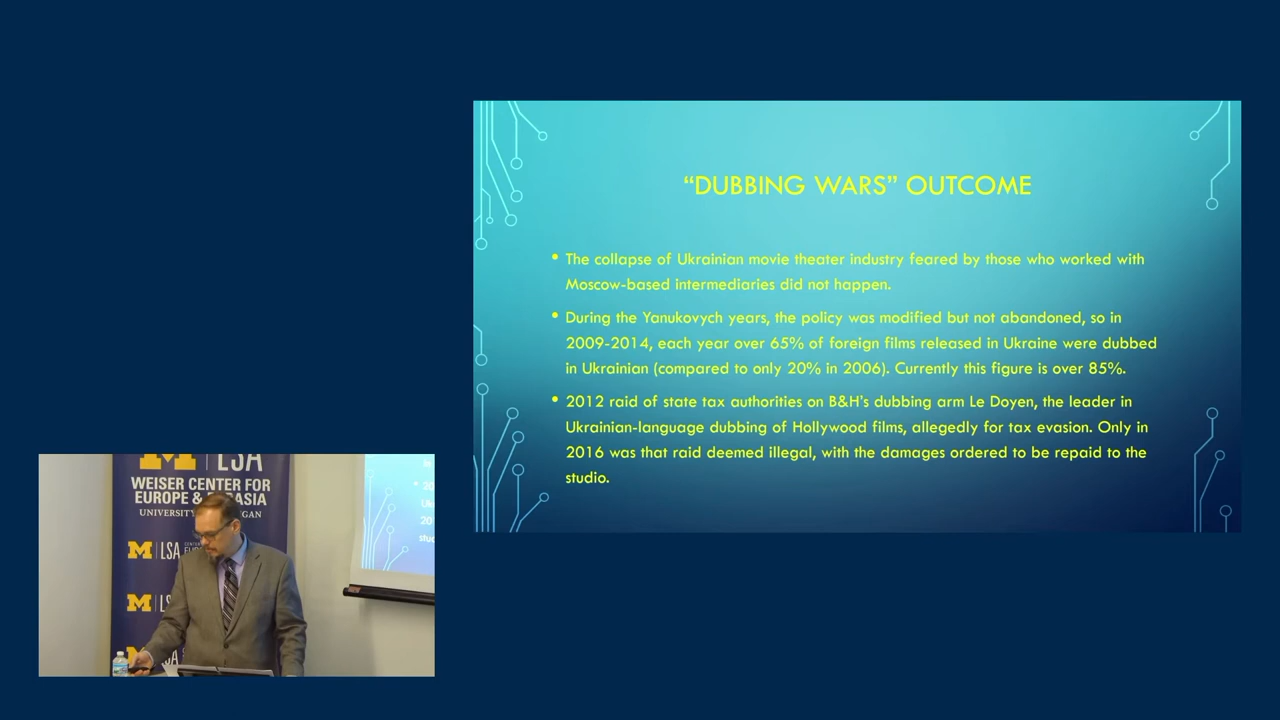 “DUBBING WARS” OUTCOME
• The collapse of Ukrainian movie theater industry feared by those who worked with
Moscow-based intermediaries did not happen.
• During the Yanukovych years, the policy was modified but not abandoned, so in
2009-2014, each year over 65% of foreign films released in Ukraine were dubbed
in Ukrainian (compared to only 20% in 2006). Currently this figure is over 85%.
• 2012 raid of state tax authorities on B&H's dubbing arm Le Doyen, the leader in
Ukrainian-language dubbing of Hollywood films, allegedly for tax evasion. Only in
2016 was that raid deemed illegal, with the damages ordered to be repaid to the
studio.
M | LSA
WEISER CENTER FOR
EUROPE & EURASIA
M | LSA
M